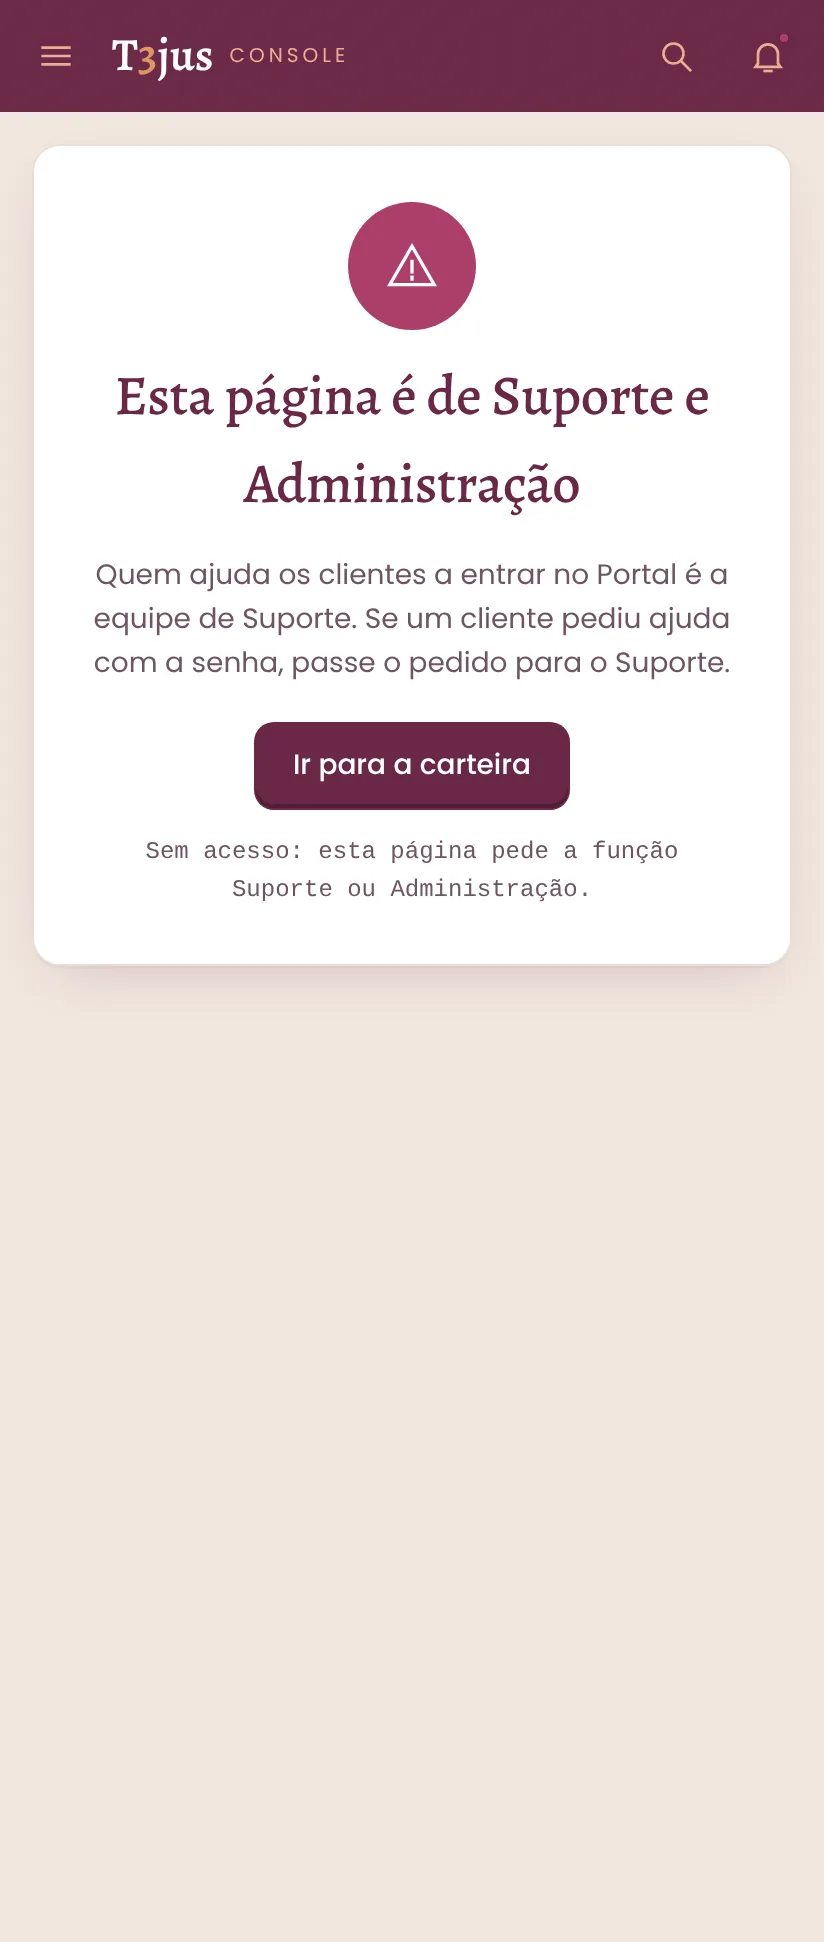 T3jus CONSOLE
Esta página é de Suporte e
Administração
Quem ajuda os clientes a entrar no Portal é a
equipe de Suporte. Se um cliente pediu ajuda
com a senha, passe o pedido para o Suporte.
Ir para a carteira
Sem acesso: esta página pede a função
Suporte ou Administração.